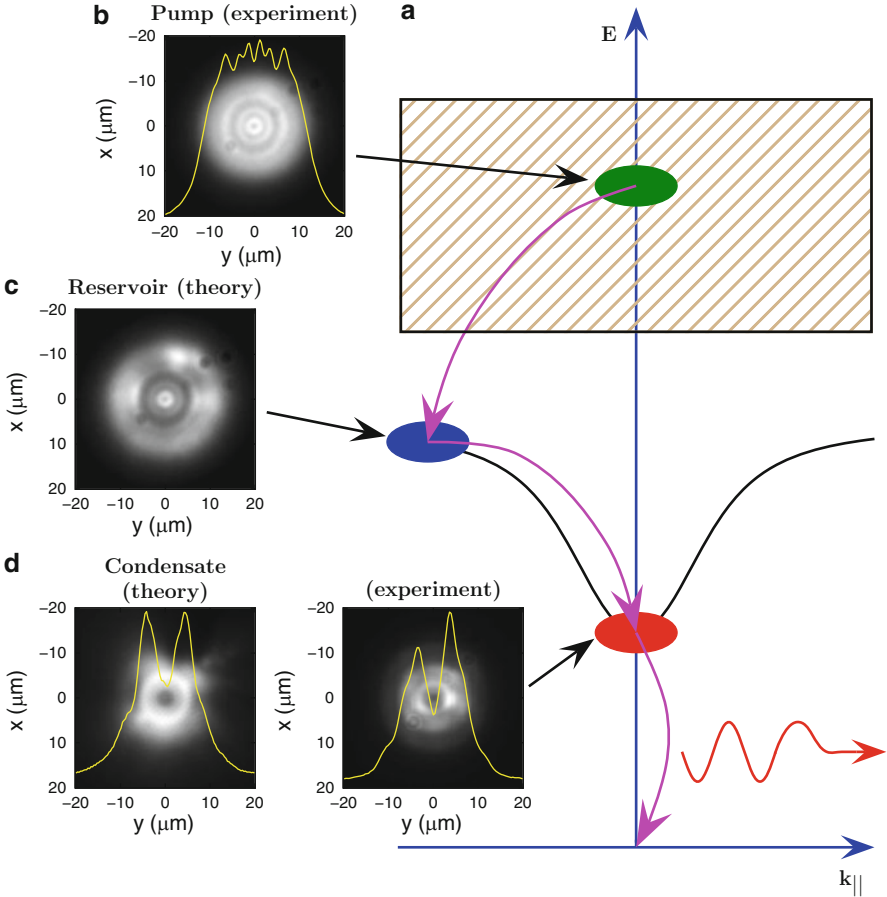 b
Pump (experiment)
−20
−10
0
10
20
x (μm)
−20 −10 0 10 20
y (μm)
a
E
c
Reservoir (theory)
−20
−10
0
10
20
x (μm)
−20 −10 0 10 20
y (μm)
d
Condensate
(theory)
−20
−10
0
10
20
x (μm)
−20 −10 0 10 20
y (μm)
(experiment)
−20
−10
0
10
20
x (μm)
−20 −10 0 10 20
y (μm)
k||